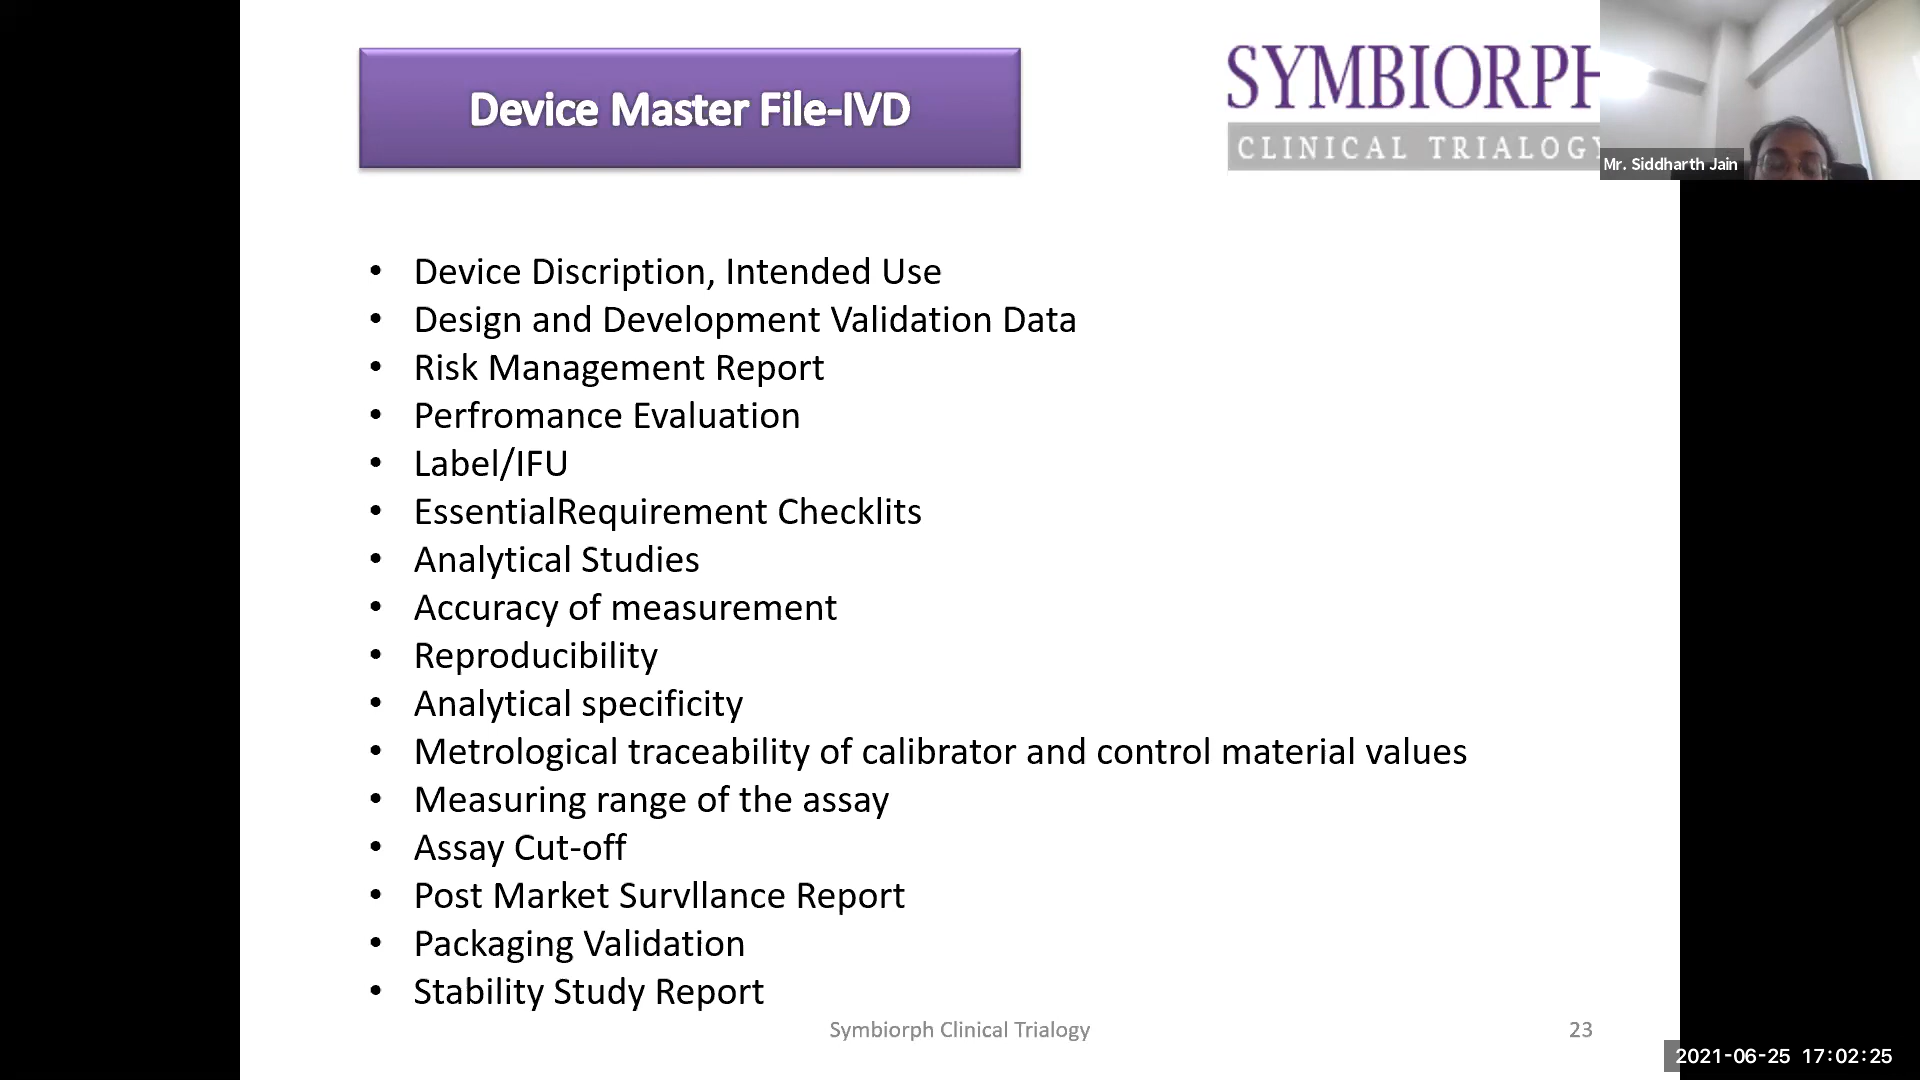 Device Master File-IVD
SYMBIORPH
CLINICAL TRIALOGY
Mr. Siddharth Jain
• Device Discription, Intended Use
• Design and Development Validation Data
• Risk Management Report
• Perfromance Evaluation
• Label/IFU
• EssentialRequirement Checklits
• Analytical Studies
• Accuracy of measurement
• Reproducibility
• Analytical specificity
• Metrological traceability of calibrator and control material values
• Measuring range of the assay
• Assay Cut-off
• Post Market Survllance Report
• Packaging Validation
• Stability Study Report
Symbiorph Clinical Trialogy
23
2021-06-25 17:02:25